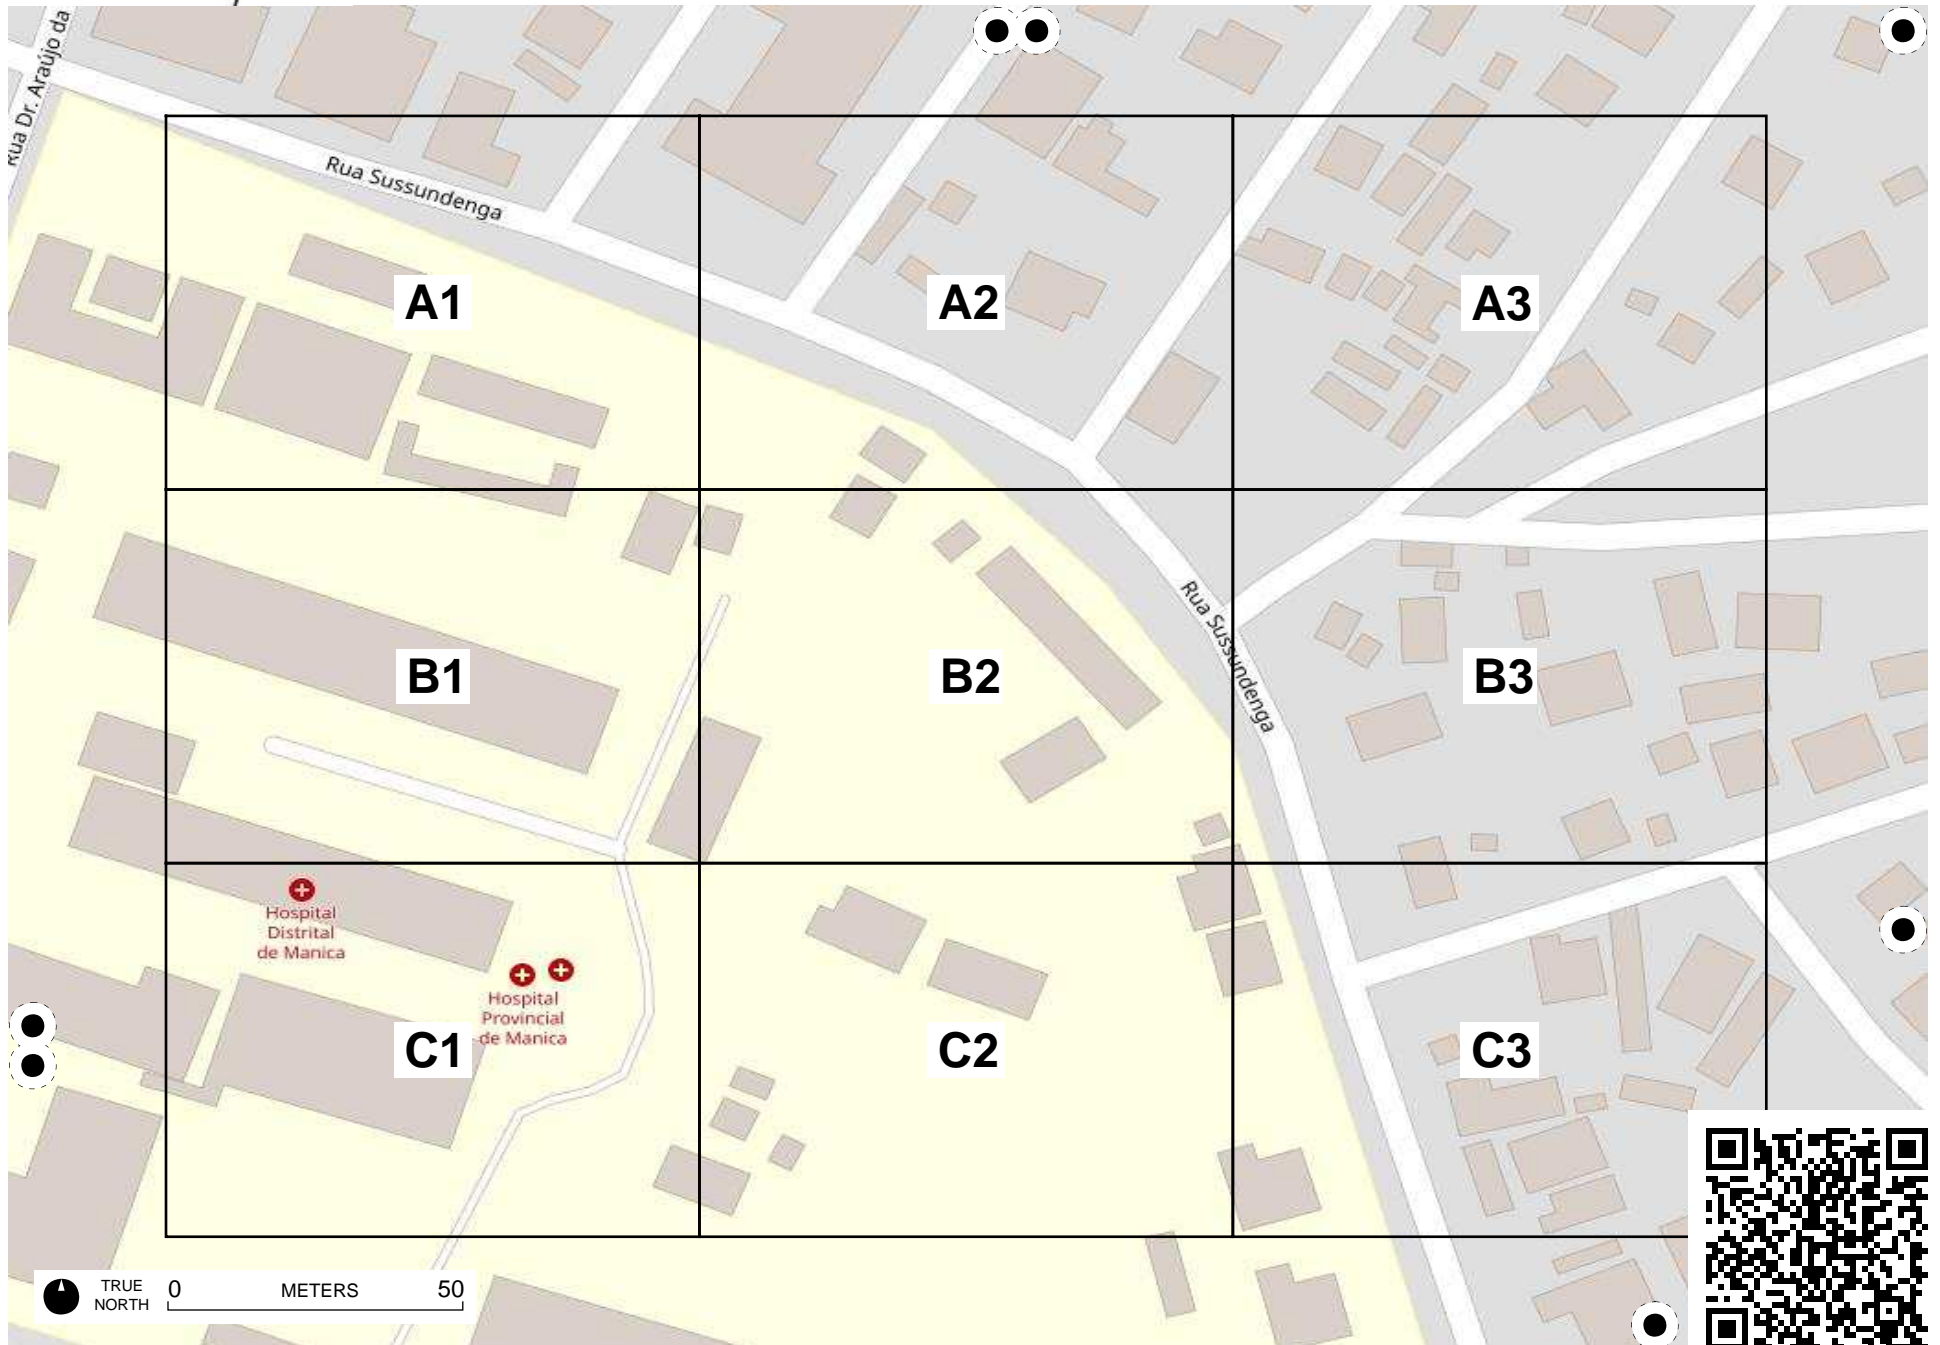 Rua Dr. Araújo da
Rua Sussundenga
A1
A2
A3
B1
B2
Rua Sussundenga
B3
Hospital
Distrital
de Manica
Hospital
Provincial
de Manica
C1
C2
C3
TRUE
NORTH
0
METERS
50